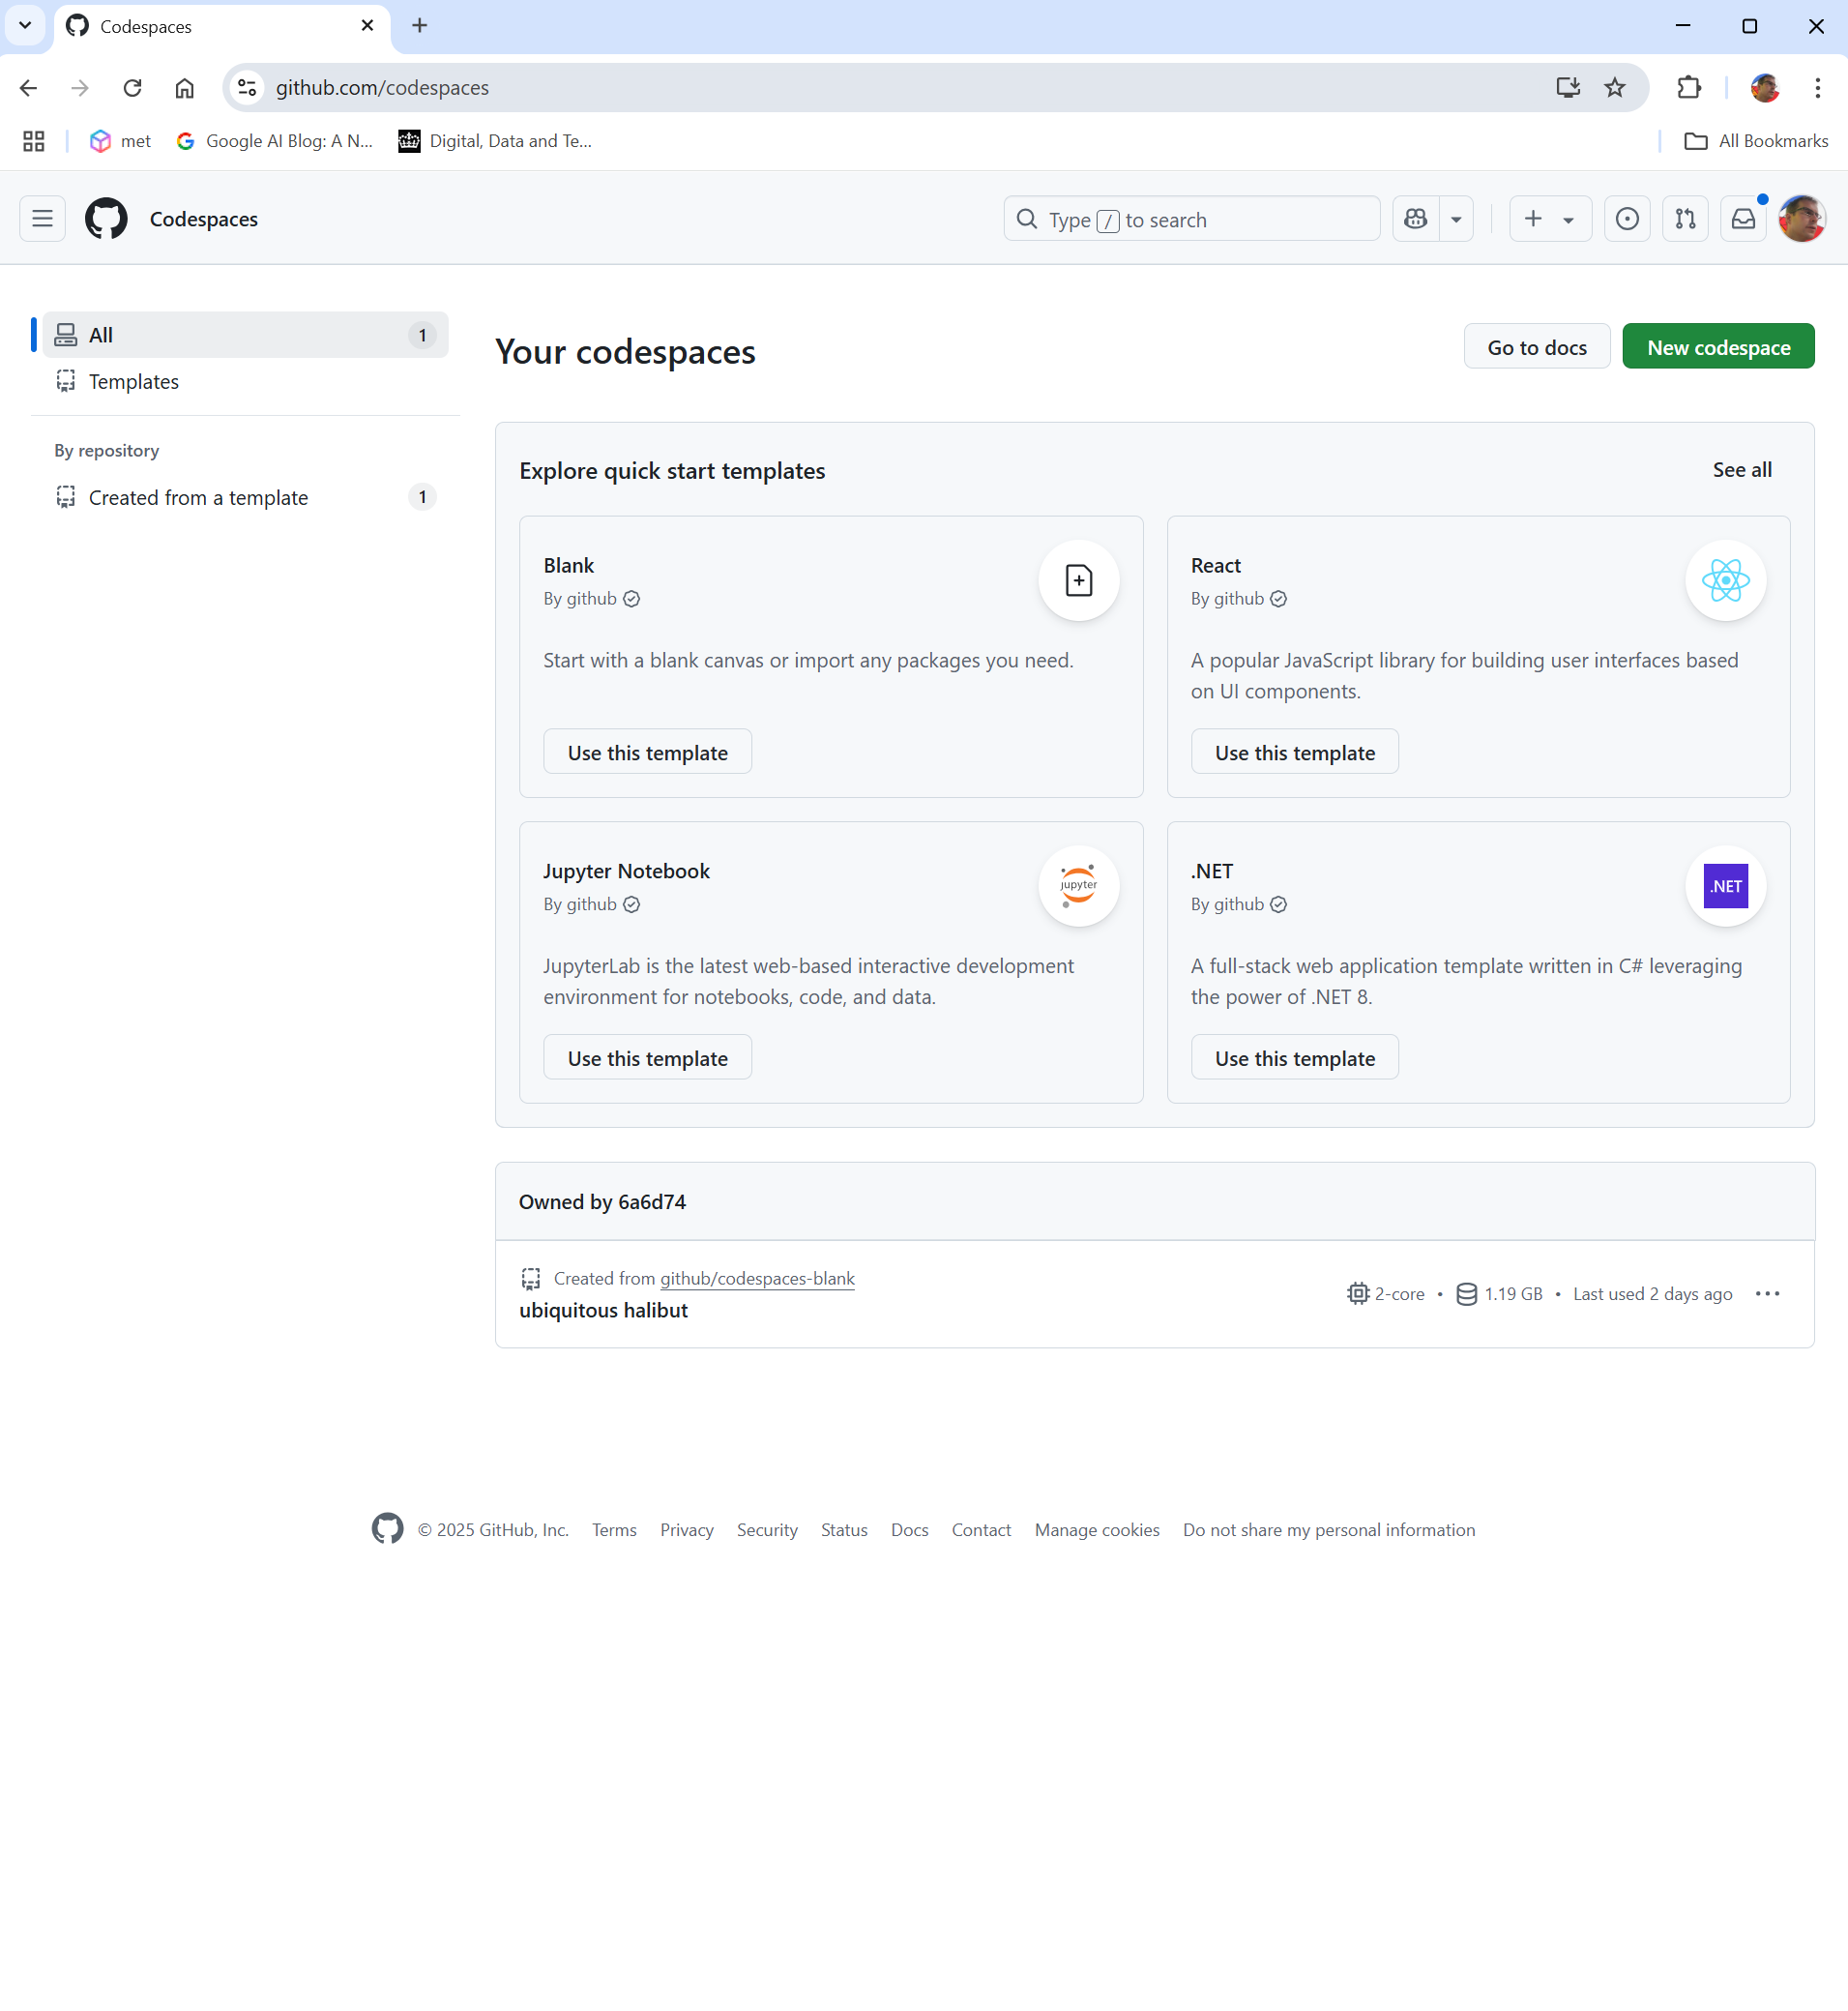 Codespaces
github.com/codespaces
met
Google AI Blog: A N...
Digital, Data and Te...
All Bookmarks
Codespaces
Type / to search
All
1
Templates
By repository
Created from a template
1
Your codespaces
Go to docs
New codespace
Explore quick start templates
See all
Blank
By github
Start with a blank canvas or import any packages you need.
Use this template
React
By github
A popular JavaScript library for building user interfaces based
on UI components.
Use this template
Jupyter Notebook
By github
jupyter
JupyterLab is the latest web-based interactive development
environment for notebooks, code, and data.
Use this template
.NET
By github
.NET
A full-stack web application template written in C# leveraging
the power of .NET 8.
Use this template
Owned by 6a6d74
Created from github/codespaces-blank
ubiquitous halibut
2-core • 1.19 GB • Last used 2 days ago
© 2025 GitHub, Inc. Terms Privacy Security Status Docs Contact Manage cookies Do not share my personal information